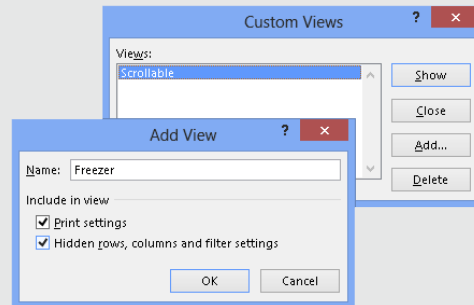 Custom Views
?
×
Views:
Scrollable
Show
Close
Add...
Delete
Add View
?
×
Name: Freezer
Include in view
Print settings
Hidden rows, columns and filter settings
OK
Cancel